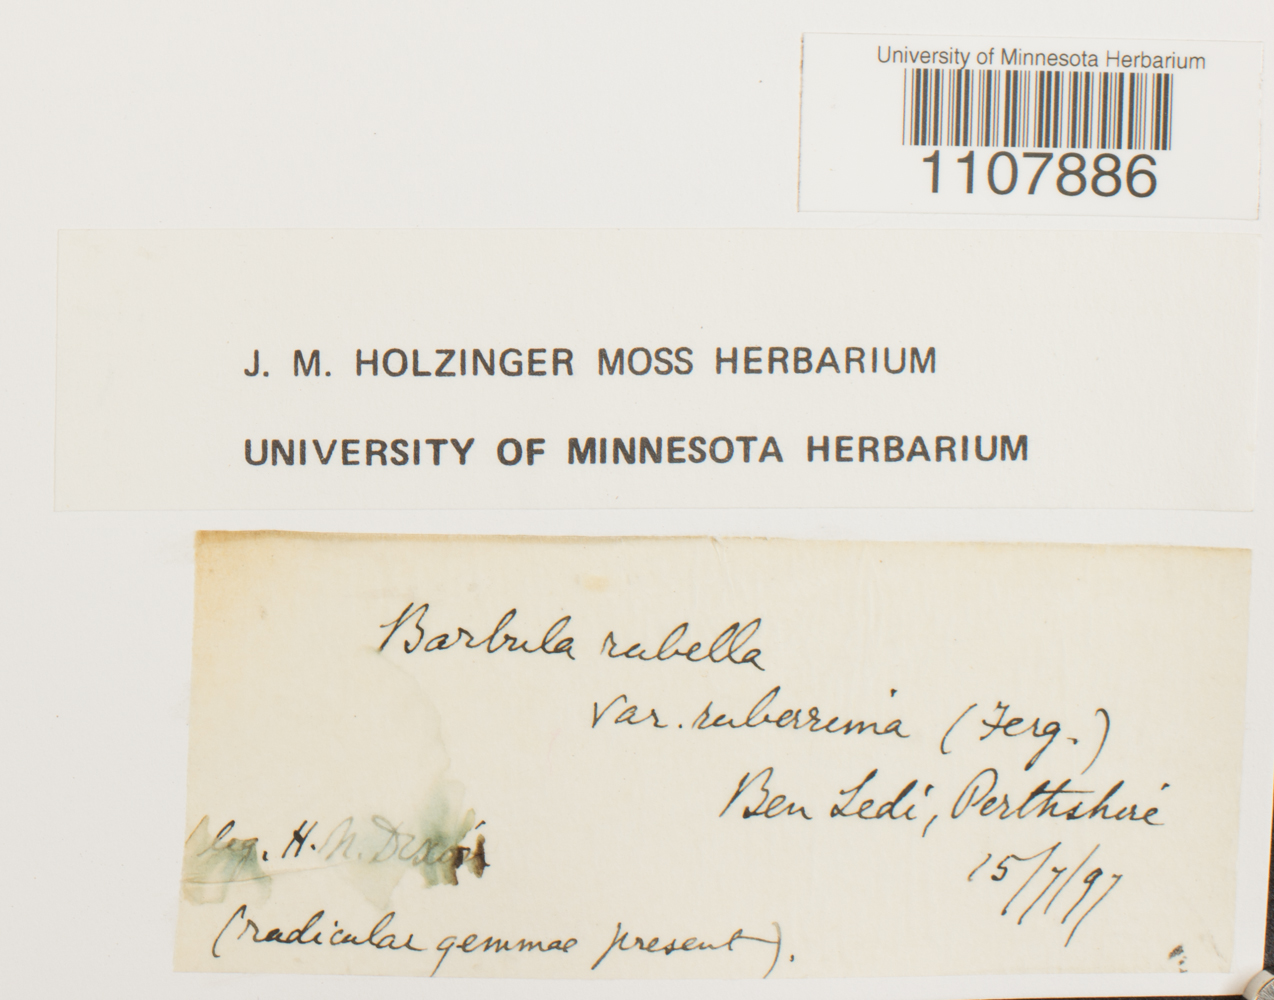 University of Minnesota Herbarium
1107886
J. M. HOLZINGER MOSS HERBARIUM
UNIVERSITY OF MINNESOTA HERBARIUM
Barbula rubella
var. ruberrima (Ferg.)
Ben Ledi, Perthshire
leg. H. N. Dixon
15/7/97
(radicular gemmae present).